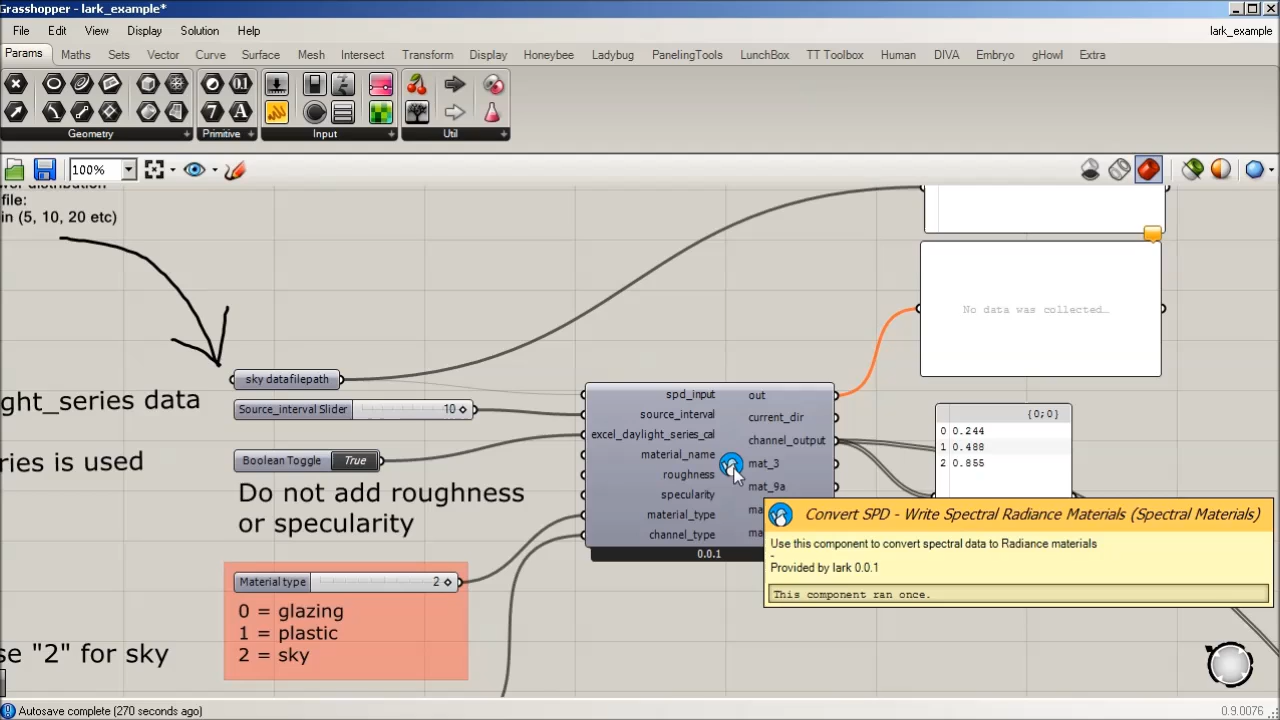 Grasshopper - lark_example*
File Edit View Display Solution Help
lark_example
Params Maths Sets Vector Curve Surface Mesh Intersect Transform Display Honeybee Ladybug PanelingTools LunchBox TT Toolbox Human DIVA Embryo gHowl Extra
Geometry Primitive Input Util
100%
wer distribution
file:
in (5, 10, 20 etc)
No data was collected…
sky datafilepath
ght_series data
Source_interval Slider 10
ries is used
Boolean Toggle True
Do not add roughness
or specularity
spd_input
source_interval
excel_daylight_series_cal
material_name
roughness
specularity
material_type
channel_type
out
current_dir
channel_output
mat_3
mat_9a
ma
ma
0.0.1
{0;0}
0 0.244
1 0.488
2 0.855
Convert SPD - Write Spectral Radiance Materials (Spectral Materials)
Use this component to convert spectral data to Radiance materials
-
Provided by lark 0.0.1
This component ran once.
Material type 2
0 = glazing
1 = plastic
2 = sky
se "2" for sky
Autosave complete (270 seconds ago)
0.9.0076